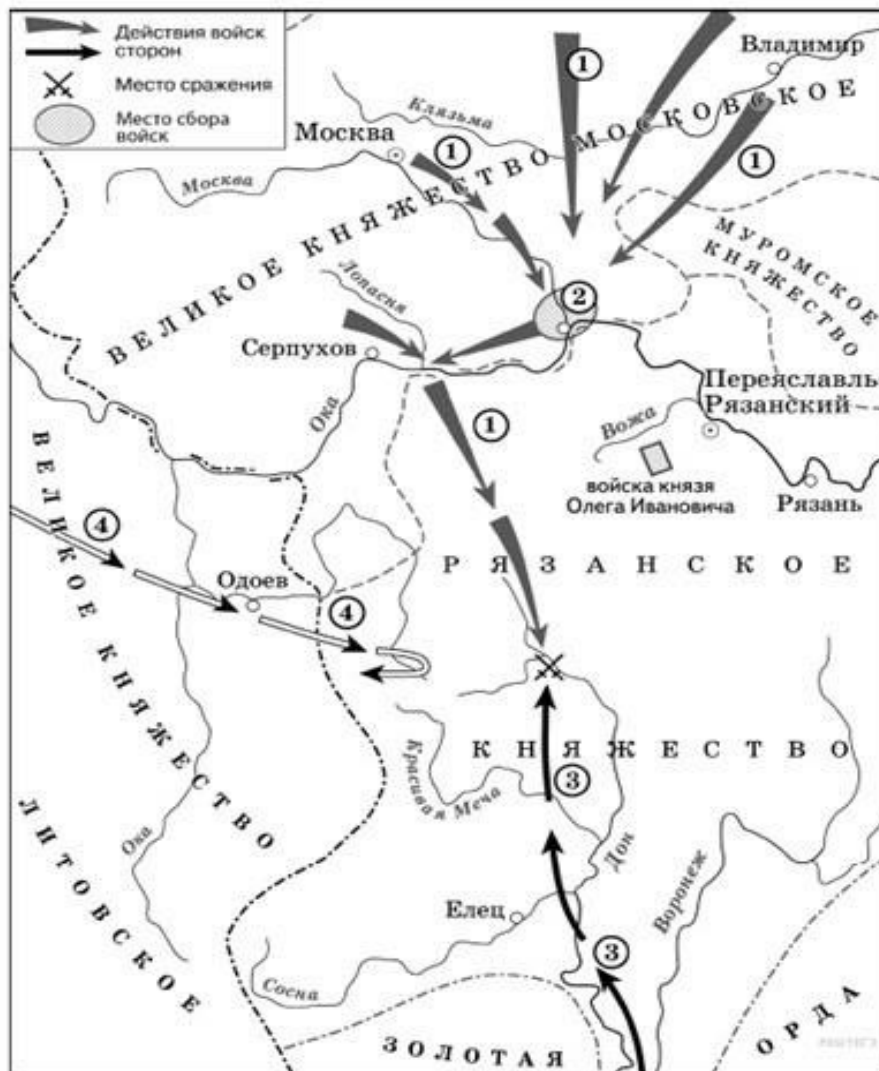 Действия войск
сторон
Место сражения
Место сбора
войск
Владимир
Клязьма
Москва
Москва
ВЕЛИКОЕ КНЯЖЕСТВО МОСКОВСКОЕ
1
1
1
МУРОМСКОЕ
КНЯЖЕСТВО
Лопасня
2
Серпухов
Ока
1
Переяславль
Рязанский
Вожа
войска князя
Олега Ивановича
Рязань
РЯЗАНСКОЕ
КНЯЖЕСТВО
4
Одоев
4
ВЕЛИКОЕ КНЯЖЕСТВО
ЛИТОВСКОЕ
Ока
Красивая Меча
3
Дон
Воронеж
Елец
3
Сосна
ЗОЛОТАЯ ОРДА